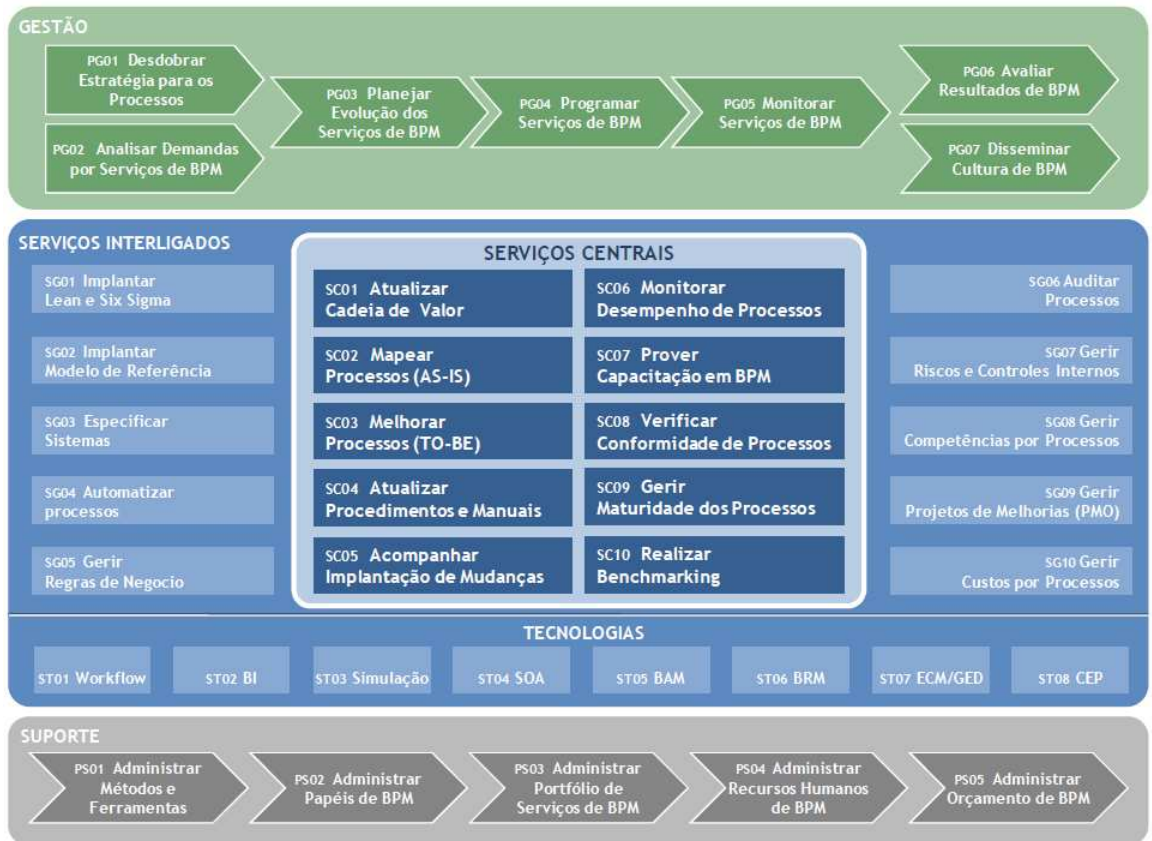 GESTÃO
PG01 Desdobrar
Estratégia para os
Processos
PG02 Analisar Demandas
por Serviços de BPM
PG03 Planejar
Evolução dos
Serviços de BPM
PG04 Programar
Serviços de BPM
PG05 Monitorar
Serviços de BPM
PG06 Avaliar
Resultados de BPM
PG07 Disseminar
Cultura de BPM
SERVIÇOS INTERLIGADOS
SG01 Implantar
Lean e Six Sigma
SG02 Implantar
Modelo de Referência
SG03 Especificar
Sistemas
SG04 Automatizar
processos
SG05 Gerir
Regras de Negocio
SERVIÇOS CENTRAIS
SC01 Atualizar
Cadeia de Valor
SC02 Mapear
Processos (AS-IS)
SC03 Melhorar
Processos (TO-BE)
SC04 Atualizar
Procedimentos e Manuais
SC05 Acompanhar
Implantação de Mudanças
SC06 Monitorar
Desempenho de Processos
SC07 Prover
Capacitação em BPM
SC08 Verificar
Conformidade de Processos
SC09 Gerir
Maturidade dos Processos
SC10 Realizar
Benchmarking
SG06 Auditar
Processos
SG07 Gerir
Riscos e Controles Internos
SG08 Gerir
Competências por Processos
SG09 Gerir
Projetos de Melhorias (PMO)
SG10 Gerir
Custos por Processos
TECNOLOGIAS
ST01 Workflow
ST02 BI
ST03 Simulação
ST04 SOA
ST05 BAM
ST06 BRM
ST07 ECM/GED
ST08 CEP
SUPORTE
PS01 Administrar
Métodos e
Ferramentas
PS02 Administrar
Papéis de BPM
PS03 Administrar
Portfólio de
Serviços de BPM
PS04 Administrar
Recursos Humanos
de BPM
PS05 Administrar
Orçamento de BPM